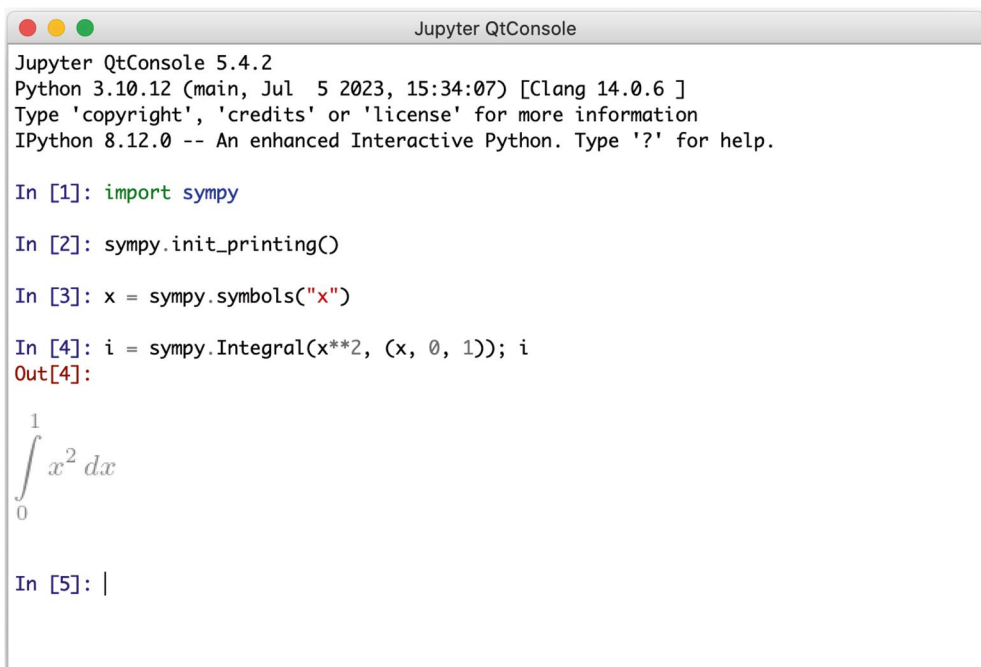 Jupyter QtConsole
Jupyter QtConsole 5.4.2
Python 3.10.12 (main, Jul  5 2023, 15:34:07) [Clang 14.0.6 ]
Type 'copyright', 'credits' or 'license' for more information
IPython 8.12.0 -- An enhanced Interactive Python. Type '?' for help.
In [1]: import sympy
In [2]: sympy.init_printing()
In [3]: x = sympy.symbols("x")
In [4]: i = sympy.Integral(x**2, (x, 0, 1)); i
Out[4]:
1
∫ x² dx
0
In [5]: